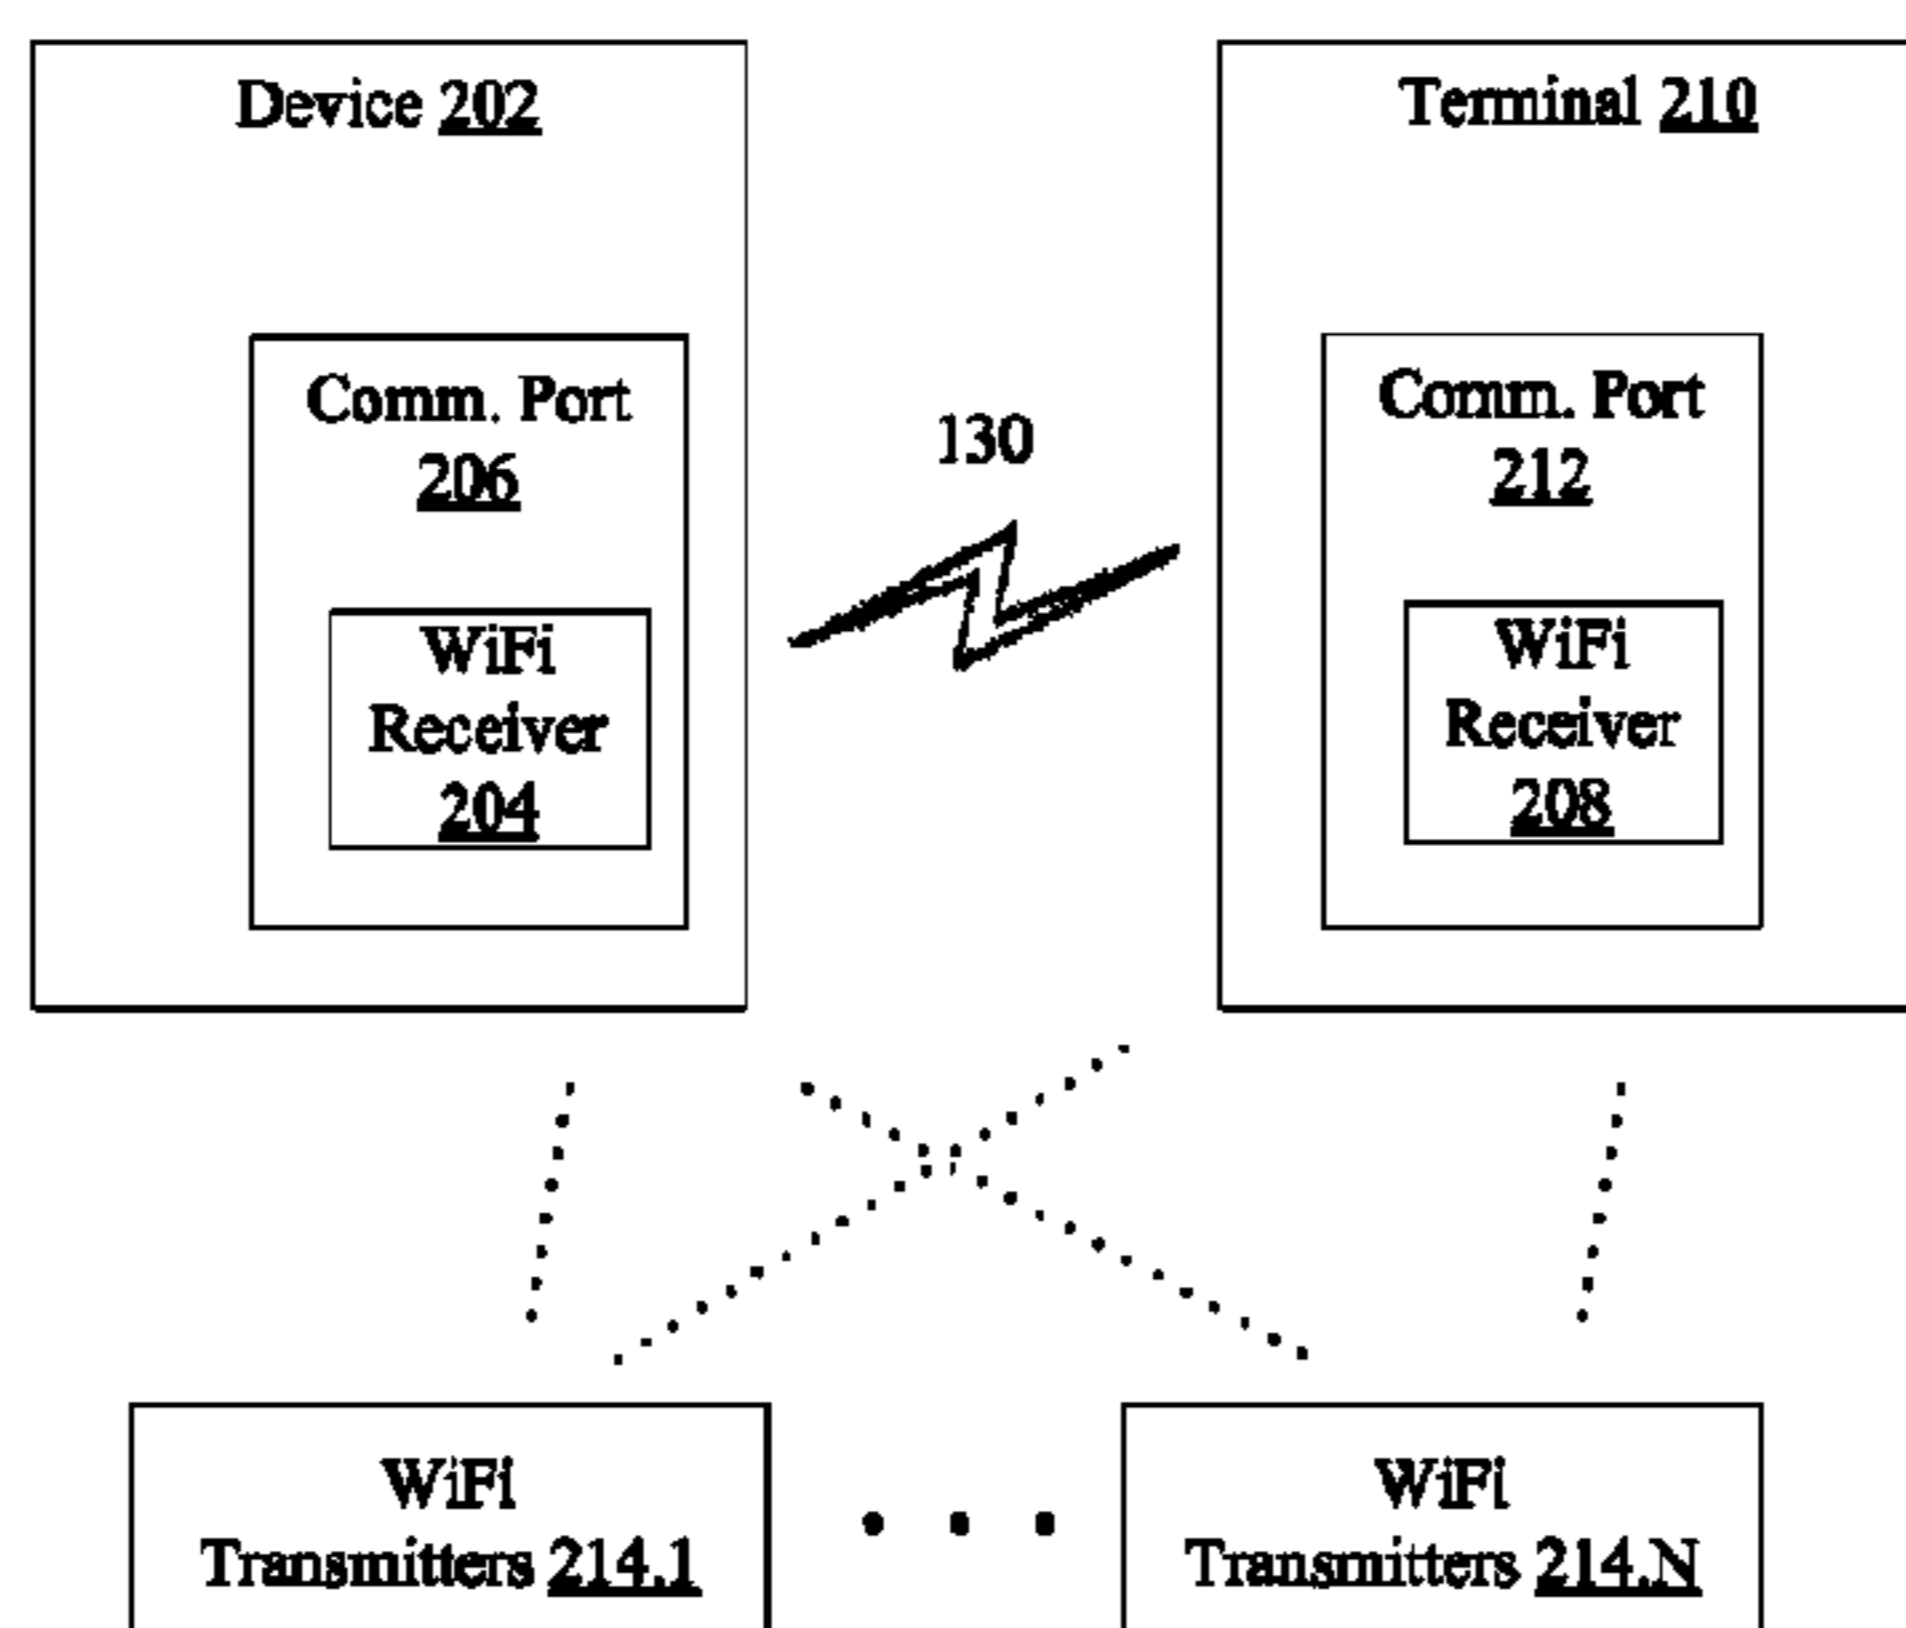 Device 202
Terminal 210
Comm. Port
206
130
Comm. Port
212
WiFi
Receiver
204
WiFi
Receiver
208
WiFi
Transmitters 214.1
WiFi
Transmitters 214.N